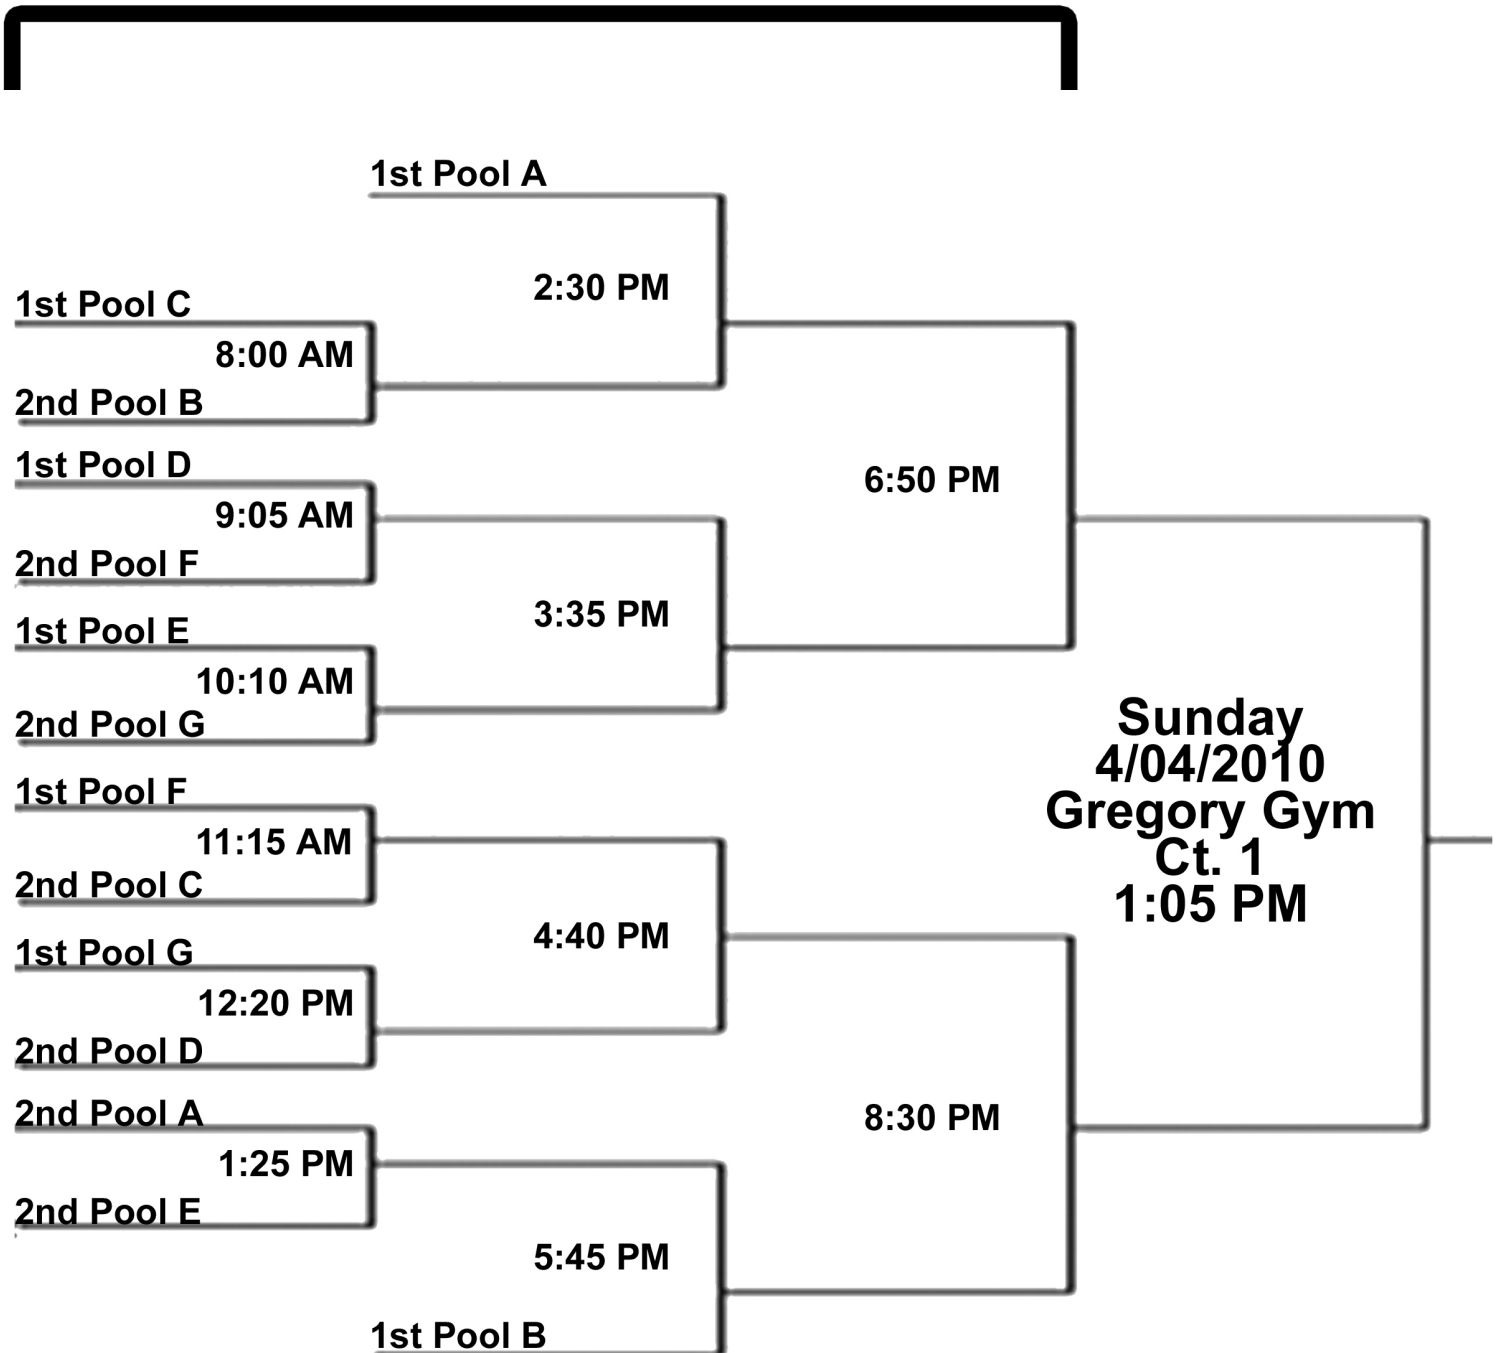 1st Pool A
2:30 PM
1st Pool C
8:00 AM
2nd Pool B
1st Pool D
9:05 AM
2nd Pool F
6:50 PM
1st Pool E
3:35 PM
10:10 AM
2nd Pool G
Sunday
4/04/2010
Gregory Gym
Ct. 1
1:05 PM
1st Pool F
11:15 AM
2nd Pool C
4:40 PM
1st Pool G
12:20 PM
2nd Pool D
2nd Pool A
8:30 PM
1:25 PM
2nd Pool E
5:45 PM
1st Pool B